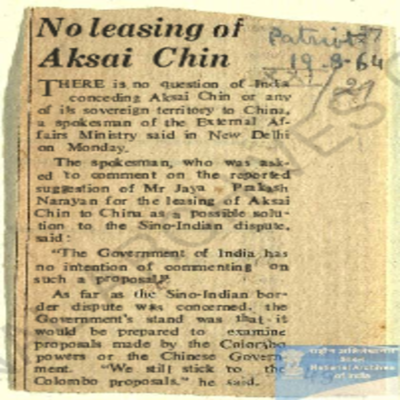 No leasing of
Aksai Chin
Patriot
19.8.64
THERE is no question of India
conceding Aksai Chin or any
of its sovereign territory to China,
a spokesman of the External Af-
fairs Ministry said in New Delhi
on Monday.
The spokesman, who was ask-
ed to comment on the reported
suggestion of Mr Jaya Prakash
Narayan for the leasing of Aksai
Chin to China as a possible solu-
tion to the Sino-Indian dispute,
said:
"The Government of India has
no intention of commenting on
such a proposal."
As far as the Sino-Indian bor-
der dispute was concerned, the
Government's stand was that it
would be prepared to examine
proposals made by the Colombo
powers or the Chinese Govern-
ment. "We still stick to the
Colombo proposals," he said.
राष्ट्रीय अभिलेखागार
भारत
National Archives
of India